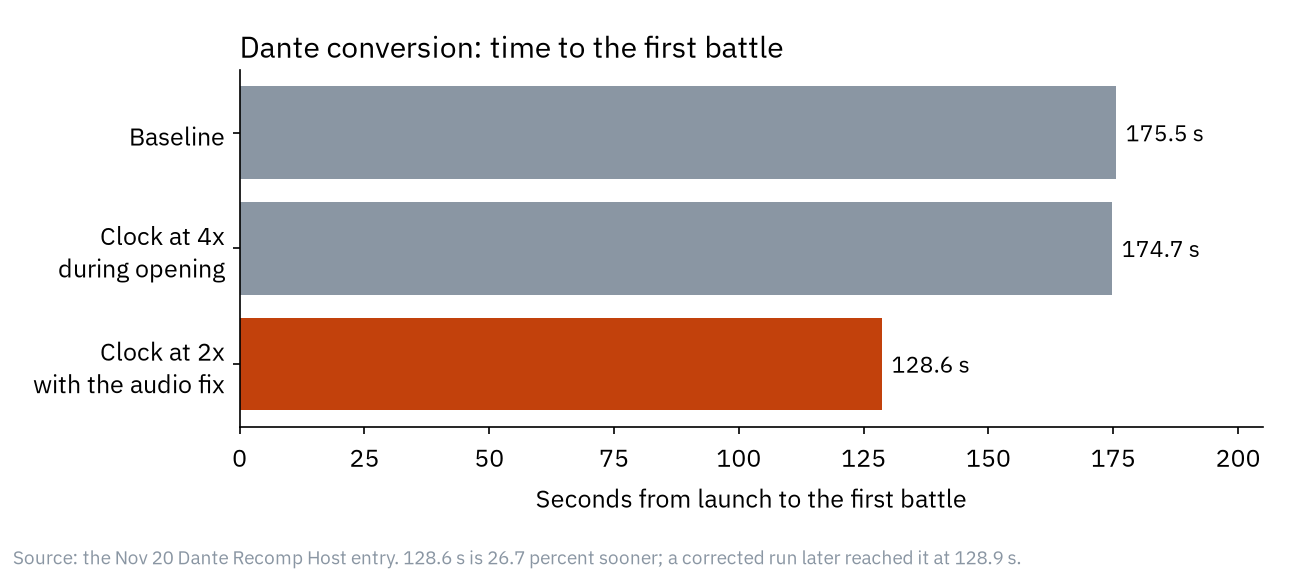 Dante conversion: time to the first battle
Baseline
175.5 s
Clock at 4x
during opening
174.7 s
Clock at 2x
with the audio fix
128.6 s
0 25 50 75 100 125 150 175 200
Seconds from launch to the first battle
Source: the Nov 20 Dante Recomp Host entry. 128.6 s is 26.7 percent sooner; a corrected run later reached it at 128.9 s.